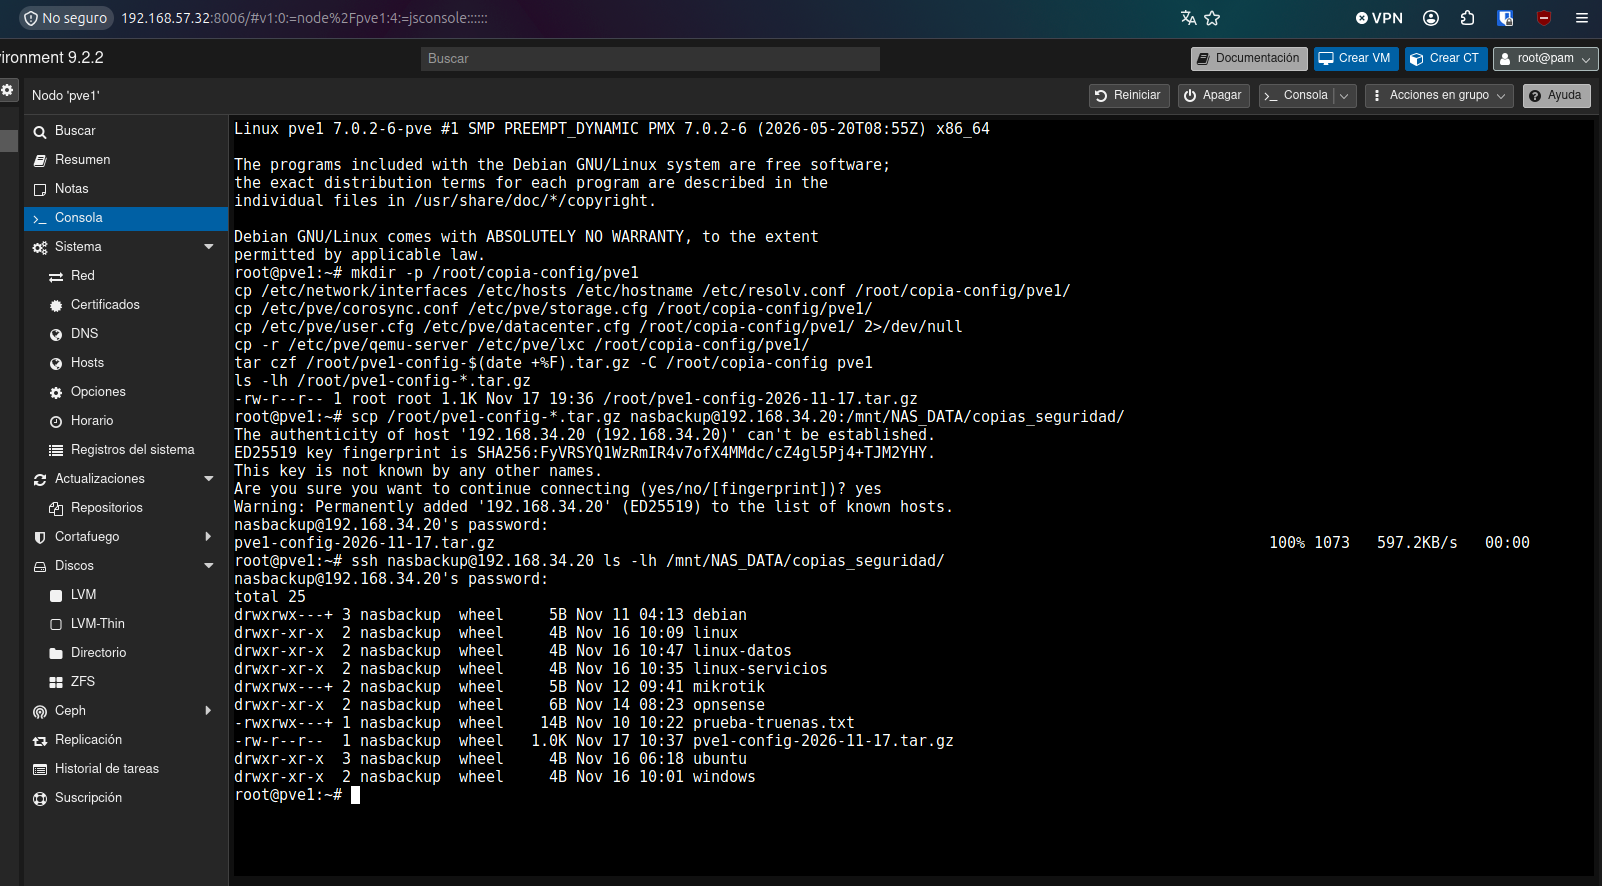 No seguro
192.168.57.32:8006/#v1:0:=node%2Fpve1:4:=jsconsole::::::
VPN
ironment 9.2.2
Buscar
Documentación
Crear VM
Crear CT
root@pam
Nodo 'pve1'
Reiniciar
Apagar
Consola
Acciones en grupo
Ayuda
Buscar
Resumen
Notas
Consola
Sistema
Red
Certificados
DNS
Hosts
Opciones
Horario
Registros del sistema
Actualizaciones
Repositorios
Cortafuego
Discos
LVM
LVM-Thin
Directorio
ZFS
Ceph
Replicación
Historial de tareas
Suscripción
Linux pve1 7.0.2-6-pve #1 SMP PREEMPT_DYNAMIC PMX 7.0.2-6 (2026-05-20T08:55Z) x86_64
The programs included with the Debian GNU/Linux system are free software;
the exact distribution terms for each program are described in the
individual files in /usr/share/doc/*/copyright.
Debian GNU/Linux comes with ABSOLUTELY NO WARRANTY, to the extent
permitted by applicable law.
root@pve1:~# mkdir -p /root/copia-config/pve1
cp /etc/network/interfaces /etc/hosts /etc/hostname /etc/resolv.conf /root/copia-config/pve1/
cp /etc/pve/corosync.conf /etc/pve/storage.cfg /root/copia-config/pve1/
cp /etc/pve/user.cfg /etc/pve/datacenter.cfg /root/copia-config/pve1/ 2>/dev/null
cp -r /etc/pve/qemu-server /etc/pve/lxc /root/copia-config/pve1/
tar czf /root/pve1-config-$(date +%F).tar.gz -C /root/copia-config pve1
ls -lh /root/pve1-config-*.tar.gz
-rw-r--r-- 1 root root 1.1K Nov 17 19:36 /root/pve1-config-2026-11-17.tar.gz
root@pve1:~# scp /root/pve1-config-*.tar.gz nasbackup@192.168.34.20:/mnt/NAS_DATA/copias_seguridad/
The authenticity of host '192.168.34.20 (192.168.34.20)' can't be established.
ED25519 key fingerprint is SHA256:FyVRSYQ1WzRmIR4v7ofX4MMdc/cZ4gl5Pj4+TJM2YHY.
This key is not known by any other names.
Are you sure you want to continue connecting (yes/no/[fingerprint])? yes
Warning: Permanently added '192.168.34.20' (ED25519) to the list of known hosts.
nasbackup@192.168.34.20's password:
pve1-config-2026-11-17.tar.gz 100% 1073 597.2KB/s 00:00
root@pve1:~# ssh nasbackup@192.168.34.20 ls -lh /mnt/NAS_DATA/copias_seguridad/
nasbackup@192.168.34.20's password:
total 25
drwxrwx---+ 3 nasbackup wheel 5B Nov 11 04:13 debian
drwxr-xr-x 2 nasbackup wheel 4B Nov 16 10:09 linux
drwxr-xr-x 2 nasbackup wheel 4B Nov 16 10:47 linux-datos
drwxr-xr-x 2 nasbackup wheel 4B Nov 16 10:35 linux-servicios
drwxrwx---+ 2 nasbackup wheel 5B Nov 12 09:41 mikrotik
drwxr-xr-x 2 nasbackup wheel 6B Nov 14 08:23 opnsense
-rwxrwx---+ 1 nasbackup wheel 14B Nov 10 10:22 prueba-truenas.txt
-rw-r--r-- 1 nasbackup wheel 1.0K Nov 17 10:37 pve1-config-2026-11-17.tar.gz
drwxr-xr-x 3 nasbackup wheel 4B Nov 16 06:18 ubuntu
drwxr-xr-x 2 nasbackup wheel 4B Nov 16 10:01 windows
root@pve1:~#